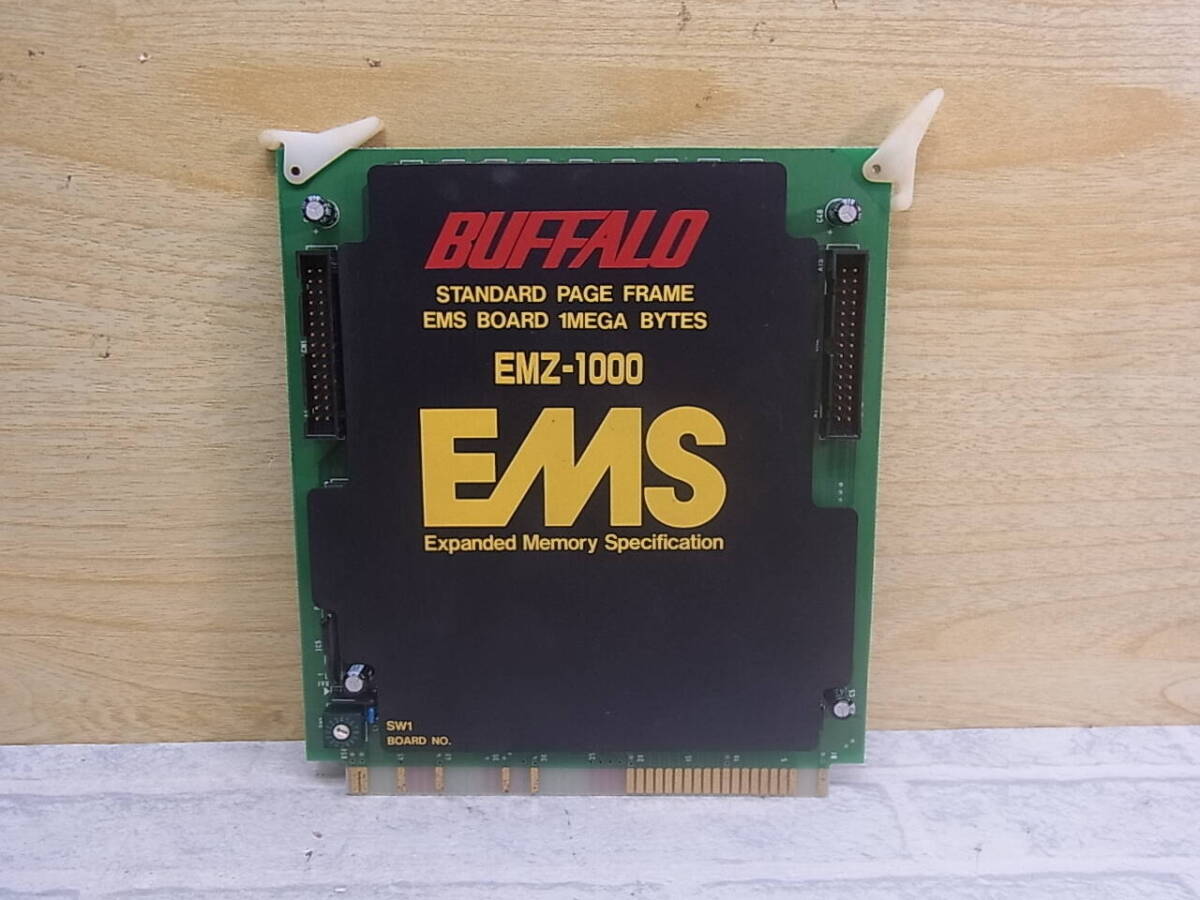 BUFFALO
STANDARD PAGE FRAME
EMS BOARD 1MEGA BYTES
EMZ-1000
EMS
Expanded Memory Specification
SW1
BOARD NO.